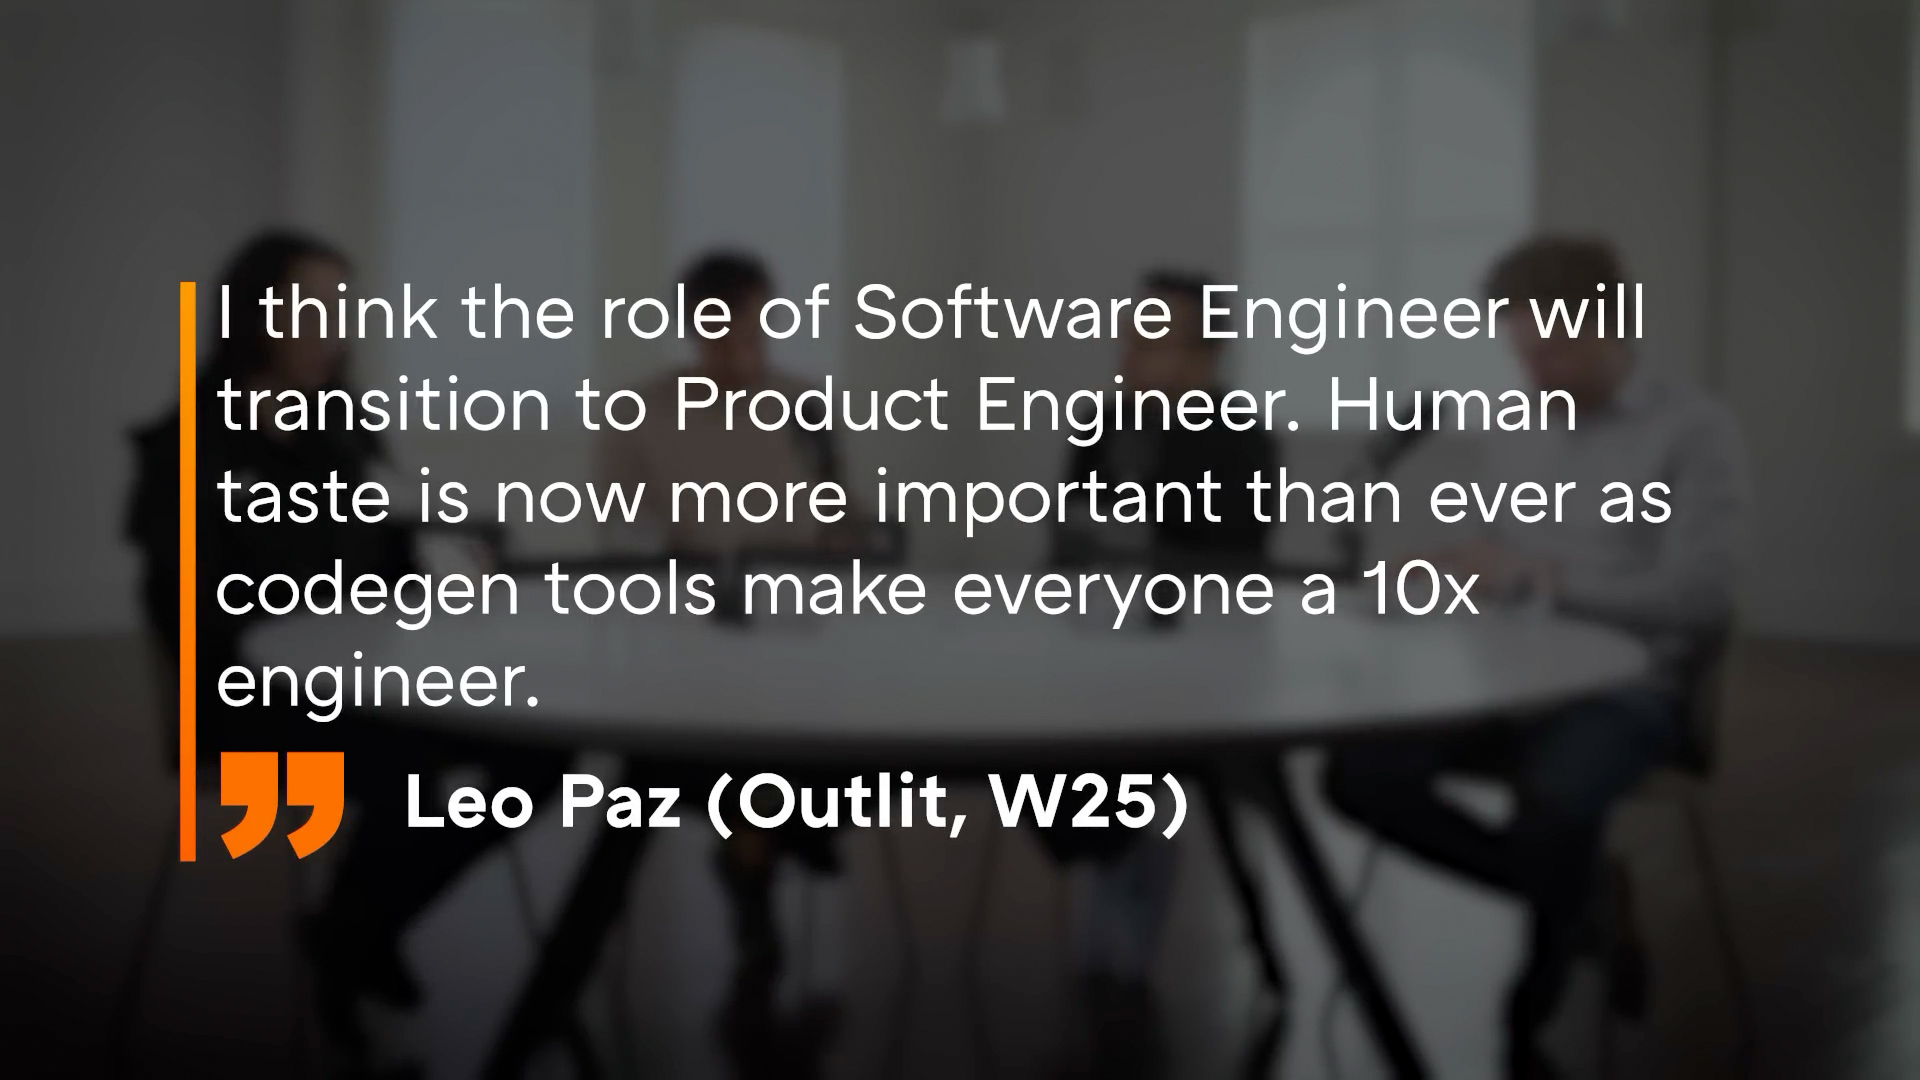 I think the role of Software Engineer will
transition to Product Engineer. Human
taste is now more important than ever as
codegen tools make everyone a 10x
engineer.
” Leo Paz (Outlit, W25)